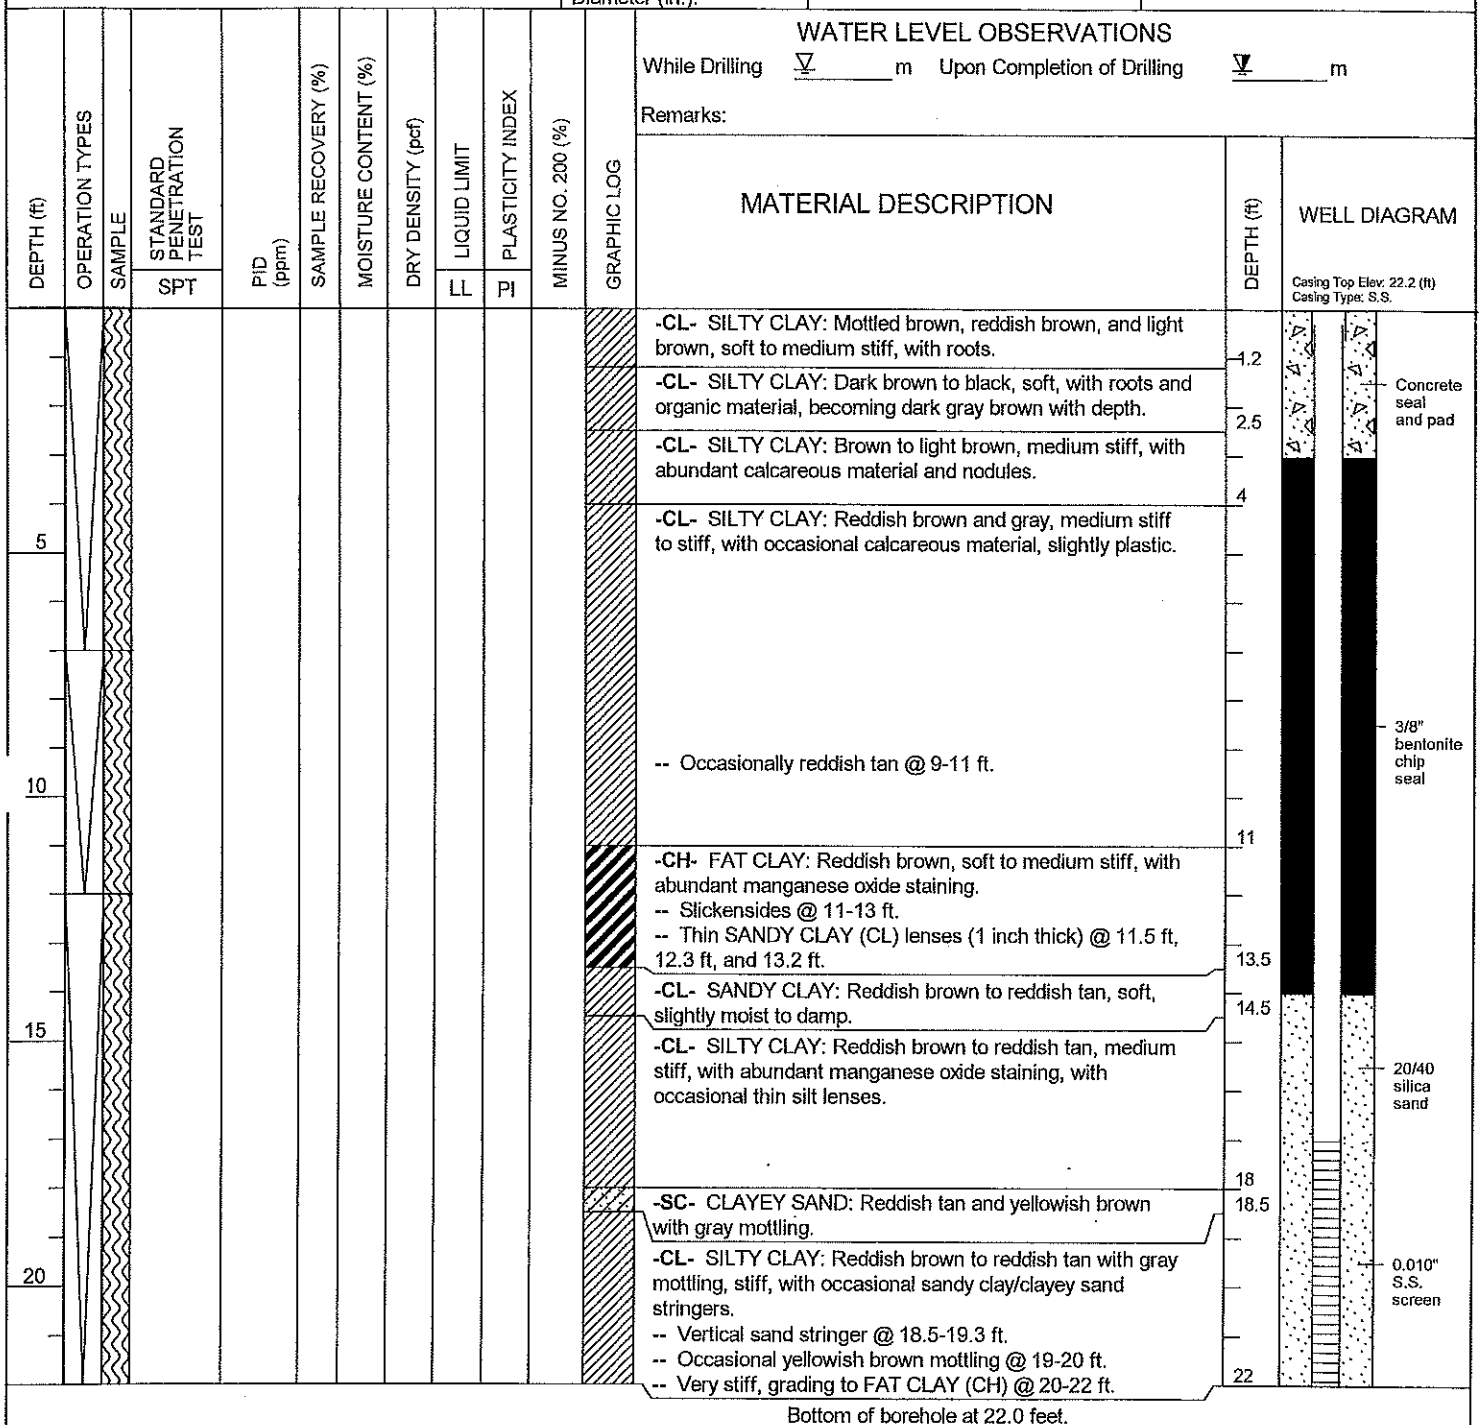 Diameter (in.):
WATER LEVEL OBSERVATIONS
While Drilling m Upon Completion of Drilling m
Remarks:
DEPTH (ft)
OPERATION TYPES
SAMPLE
STANDARD
PENETRATION
TEST
SPT
PID
(ppm)
SAMPLE RECOVERY (%)
MOISTURE CONTENT (%)
DRY DENSITY (pcf)
LIQUID LIMIT
LL
PLASTICITY INDEX
PI
MINUS NO. 200 (%)
GRAPHIC LOG
MATERIAL DESCRIPTION
DEPTH (ft)
WELL DIAGRAM
Casing Top Elev: 22.2 (ft)
Casing Type: S.S.
-CL- SILTY CLAY: Mottled brown, reddish brown, and light
brown, soft to medium stiff, with roots.
1.2
-CL- SILTY CLAY: Dark brown to black, soft, with roots and
organic material, becoming dark gray brown with depth.
2.5
Concrete
seal
and pad
-CL- SILTY CLAY: Brown to light brown, medium stiff, with
abundant calcareous material and nodules.
4
-CL- SILTY CLAY: Reddish brown and gray, medium stiff
to stiff, with occasional calcareous material, slightly plastic.
5
3/8"
bentonite
chip
seal
-- Occasionally reddish tan @ 9-11 ft.
10
11
-CH- FAT CLAY: Reddish brown, soft to medium stiff, with
abundant manganese oxide staining.
-- Slickensides @ 11-13 ft.
-- Thin SANDY CLAY (CL) lenses (1 inch thick) @ 11.5 ft,
12.3 ft, and 13.2 ft.
13.5
-CL- SANDY CLAY: Reddish brown to reddish tan, soft,
slightly moist to damp.
14.5
15
-CL- SILTY CLAY: Reddish brown to reddish tan, medium
stiff, with abundant manganese oxide staining, with
occasional thin silt lenses.
20/40
silica
sand
18
-SC- CLAYEY SAND: Reddish tan and yellowish brown
with gray mottling.
18.5
-CL- SILTY CLAY: Reddish brown to reddish tan with gray
mottling, stiff, with occasional sandy clay/clayey sand
stringers.
20
0.010"
S.S.
screen
-- Vertical sand stringer @ 18.5-19.3 ft.
-- Occasional yellowish brown mottling @ 19-20 ft.
-- Very stiff, grading to FAT CLAY (CH) @ 20-22 ft.
22
Bottom of borehole at 22.0 feet.